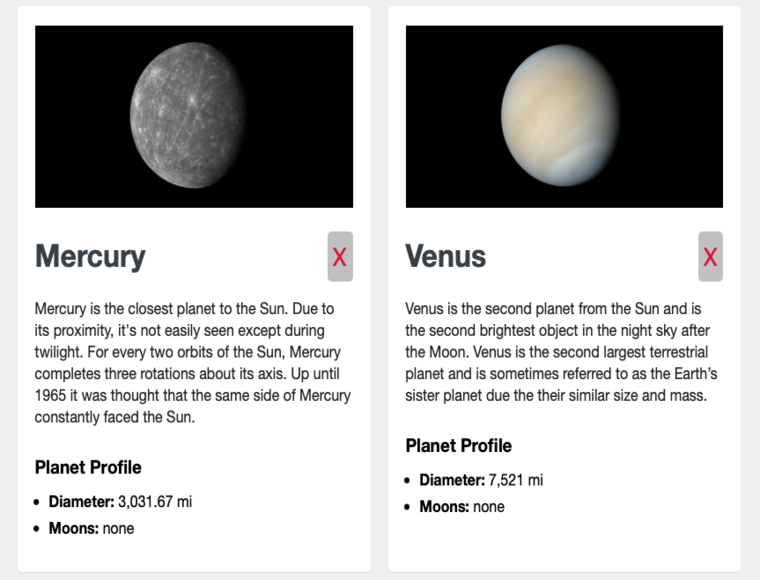 Mercury
X
Mercury is the closest planet to the Sun. Due to
its proximity, it's not easily seen except during
twilight. For every two orbits of the Sun, Mercury
completes three rotations about its axis. Up until
1965 it was thought that the same side of Mercury
constantly faced the Sun.
Planet Profile
• Diameter: 3,031.67 mi
• Moons: none
Venus
X
Venus is the second planet from the Sun and is
the second brightest object in the night sky after
the Moon. Venus is the second largest terrestrial
planet and is sometimes referred to as the Earth's
sister planet due the their similar size and mass.
Planet Profile
• Diameter: 7,521 mi
• Moons: none